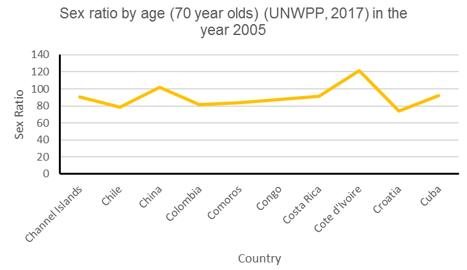 Sex ratio by age (70 year olds) (UNWPP, 2017) in the
year 2005
140
120
100
80
60
40
20
0
Sex Ratio
Channel Islands
Chile
China
Colombia
Comoros
Congo
Costa Rica
Cote d'Ivoire
Croatia
Cuba
Country